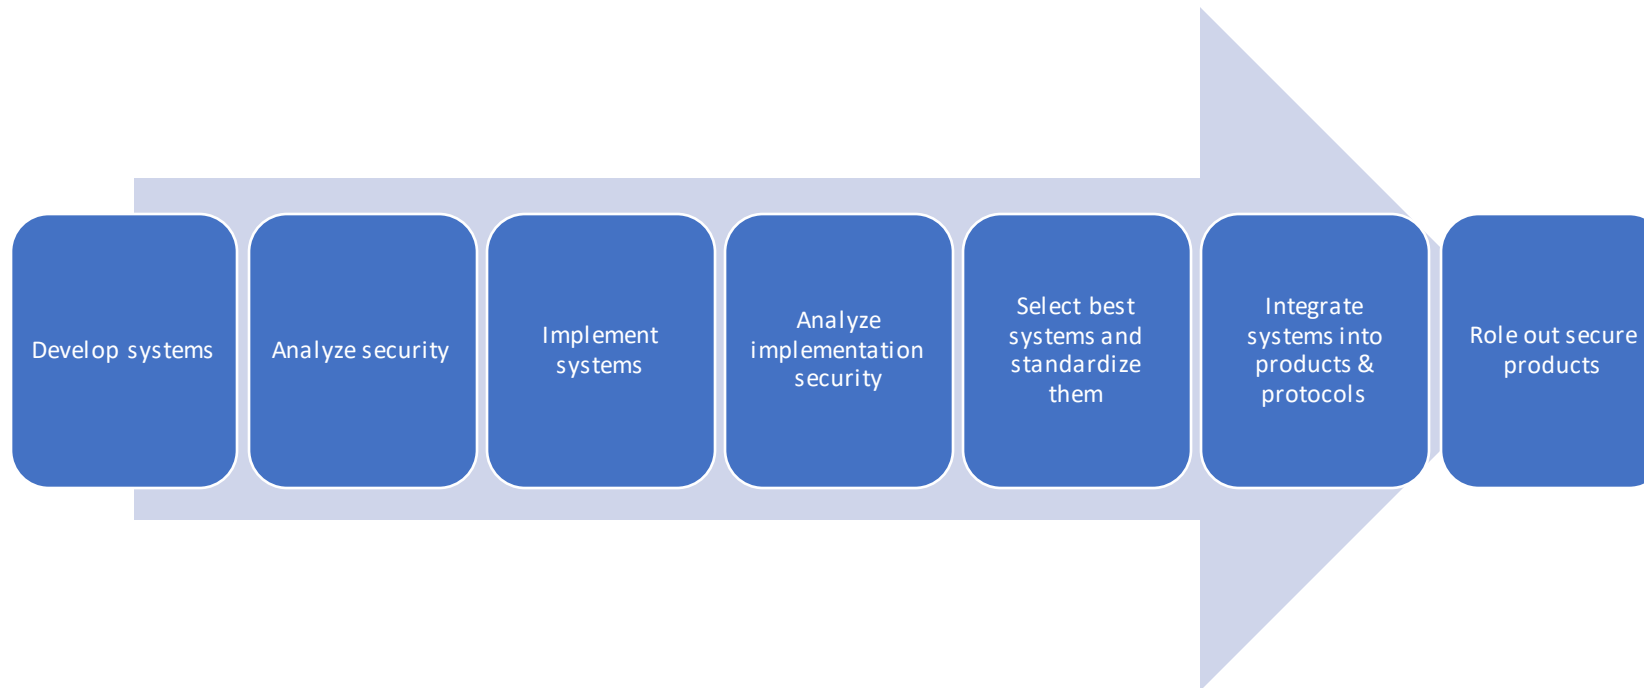 Develop systems
Analyze security
Implement
systems
Analyze
implementation
security
Select best
systems and
standardize
them
Integrate
systems into
products &
protocols
Role out secure
products